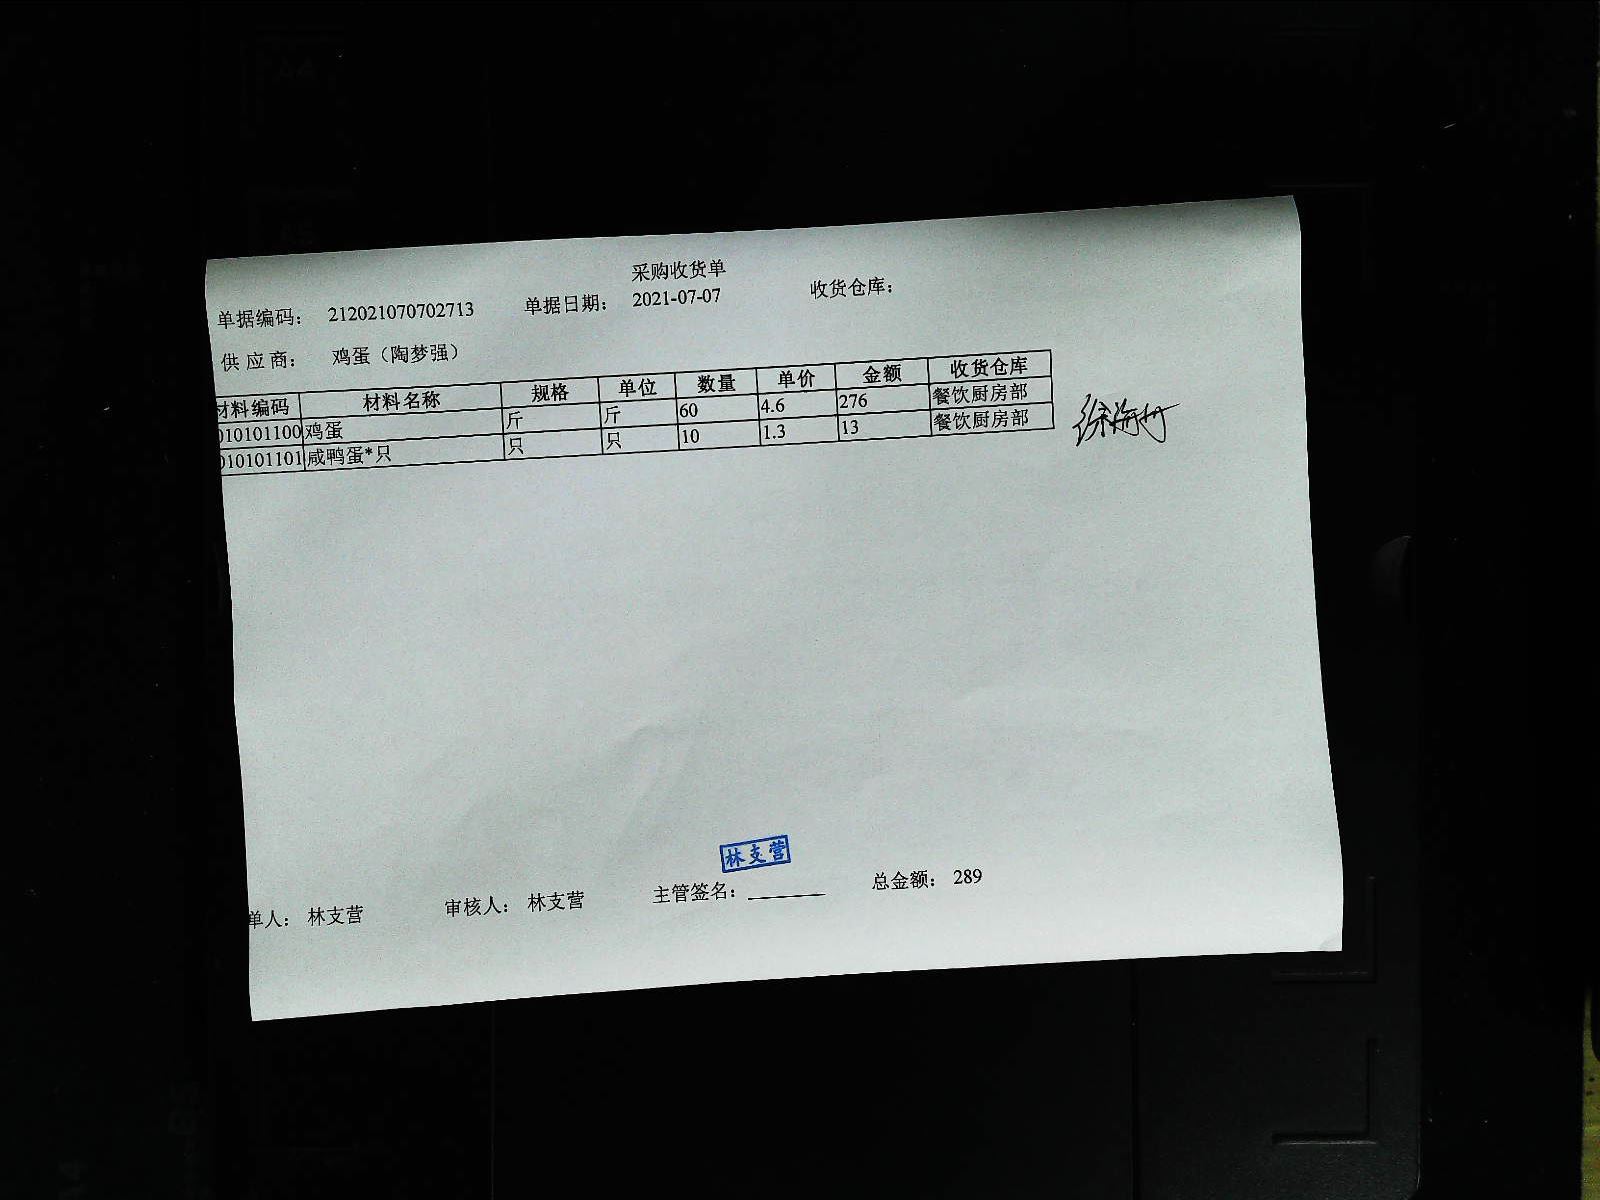 采购收货单
单据编码： 212021070702713 单据日期： 2021-07-07 收货仓库：
供 应 商： 鸡蛋（陶梦强）
材料编码 材料名称 规格 单位 数量 单价 金额 收货仓库
010101100 鸡蛋 斤 斤 60 4.6 276 餐饮厨房部
010101101 咸鸭蛋*只 只 只 10 1.3 13 餐饮厨房部
林支营
单人： 林支营 审核人： 林支营 主管签名： 总金额： 289